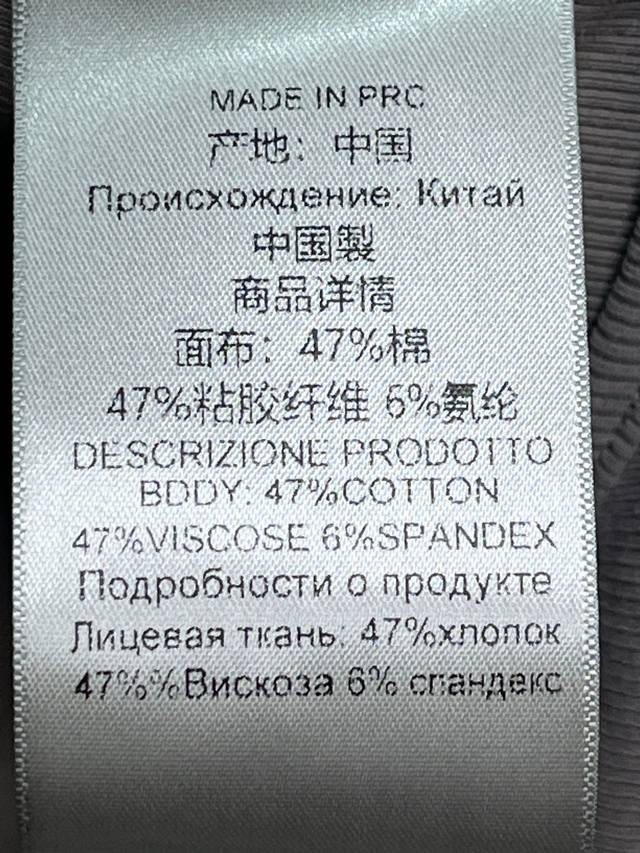 MADE IN PRC
产地：中国
Происхождение: Китай
中国製
商品详情
面布：47%棉
47%粘胶纤维 6%氨纶
DESCRIZIONE PRODOTTO
BDDY: 47%COTTON
47%VISCOSE 6%SPANDEX
Подробности о продукте
Лицевая ткань: 47%хлопок
47%%Вискоза 6% спандекс